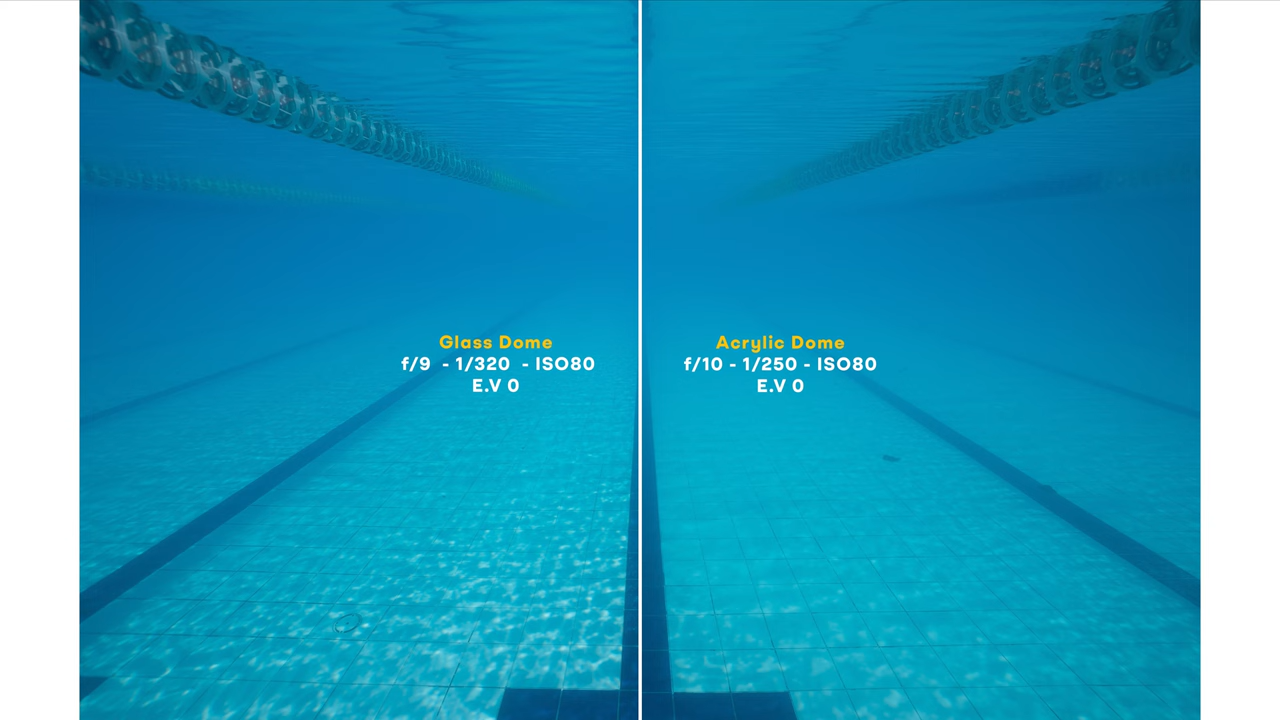 Glass Dome
f/9 - 1/320 - ISO80
E.V 0
Acrylic Dome
f/10 - 1/250 - ISO80
E.V 0